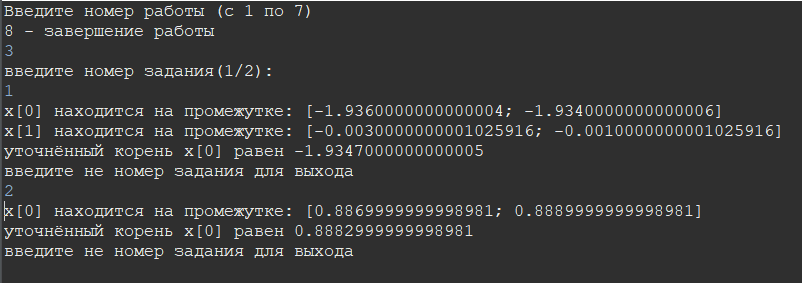 Введите номер работы (с 1 по 7)
8 - завершение работы
3
введите номер задания(1/2):
1
x[0] находится на промежутке: [-1.9360000000000004; -1.9340000000000006]
x[1] находится на промежутке: [-0.0030000000001025916; -0.0010000000001025916]
уточнённый корень x[0] равен -1.9347000000000005
введите не номер задания для выхода
2
x[0] находится на промежутке: [0.8869999999998981; 0.8889999999998981]
уточнённый корень x[0] равен 0.8882999999998981
введите не номер задания для выхода